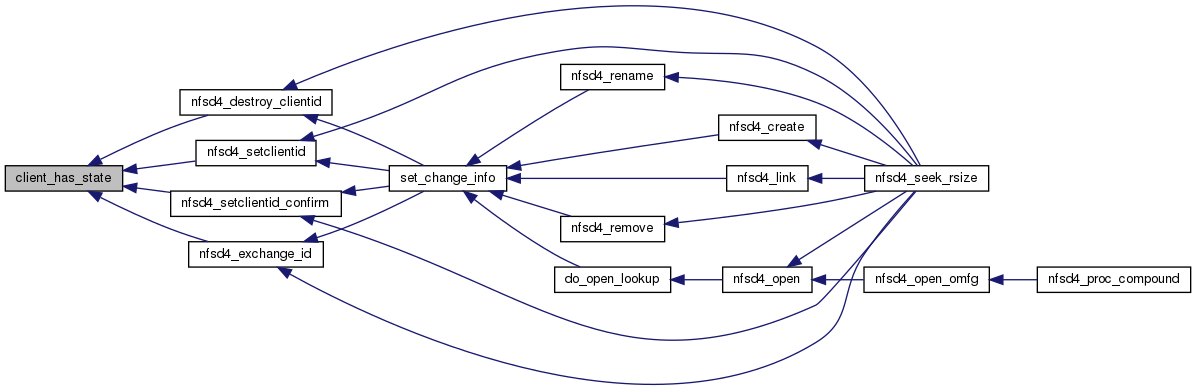 client_has_state
nfsd4_destroy_clientid
nfsd4_setclientid
nfsd4_setclientid_confirm
nfsd4_exchange_id
set_change_info
nfsd4_rename
nfsd4_create
nfsd4_link
nfsd4_remove
do_open_lookup
nfsd4_open
nfsd4_seek_rsize
nfsd4_open_omfg
nfsd4_proc_compound